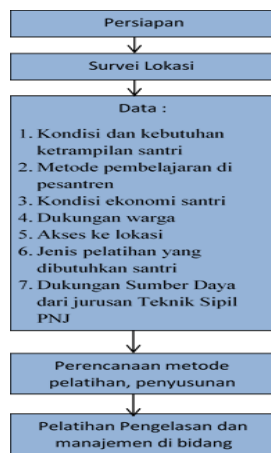 Persiapan
Survei Lokasi
Data :
1. Kondisi dan kebutuhan
ketrampilan santri
2. Metode pembelajaran di
pesantren
3. Kondisi ekonomi santri
4. Dukungan warga
5. Akses ke lokasi
6. Jenis pelatihan yang
dibutuhkan santri
7. Dukungan Sumber Daya
dari jurusan Teknik Sipil
PNJ
Perencanaan metode
pelatihan, penyusunan
Pelatihan Pengelasan dan
manajemen di bidang